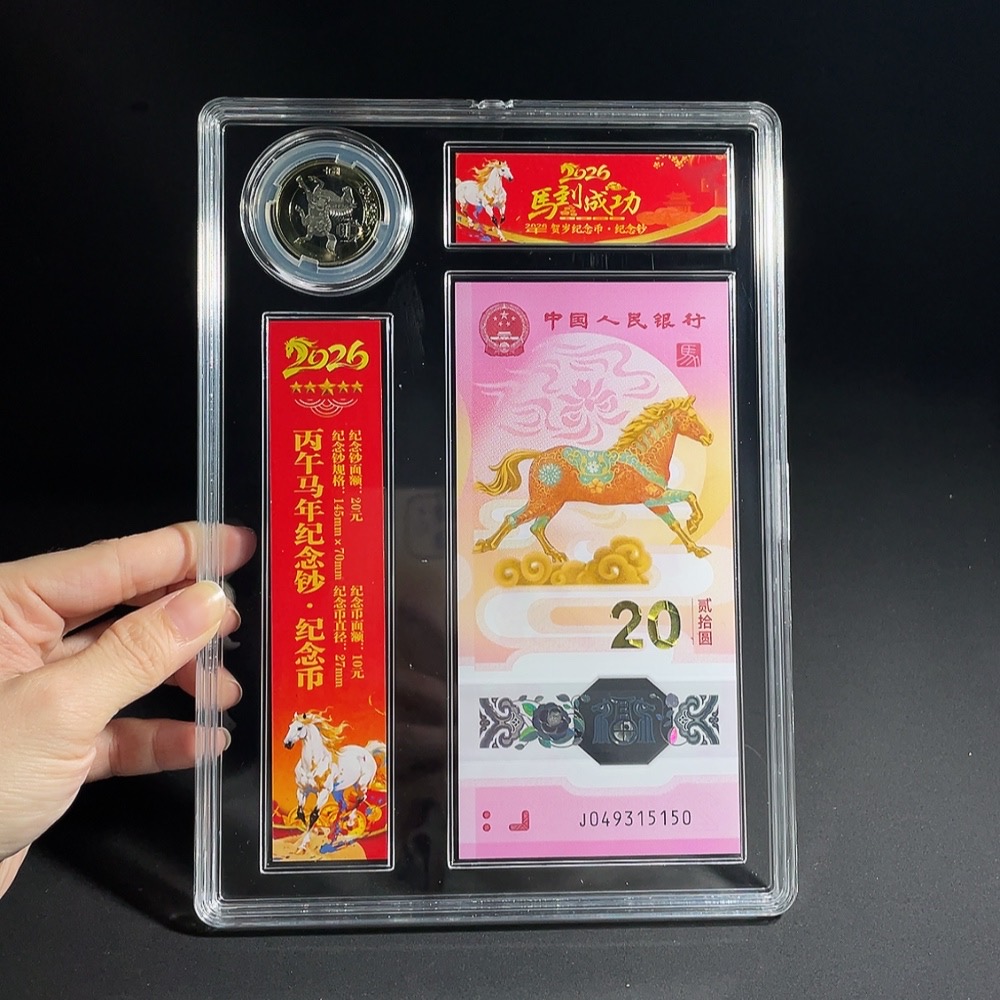 2026
馬到成功
2026 贺岁纪念币·纪念钞
2026
丙午马年纪念钞·纪念币
纪念钞面额：20元
纪念钞规格：145mm×70mm
纪念币面额：10元
纪念币直径：27mm
中国人民银行
馬
20
贰拾圆
J049315150